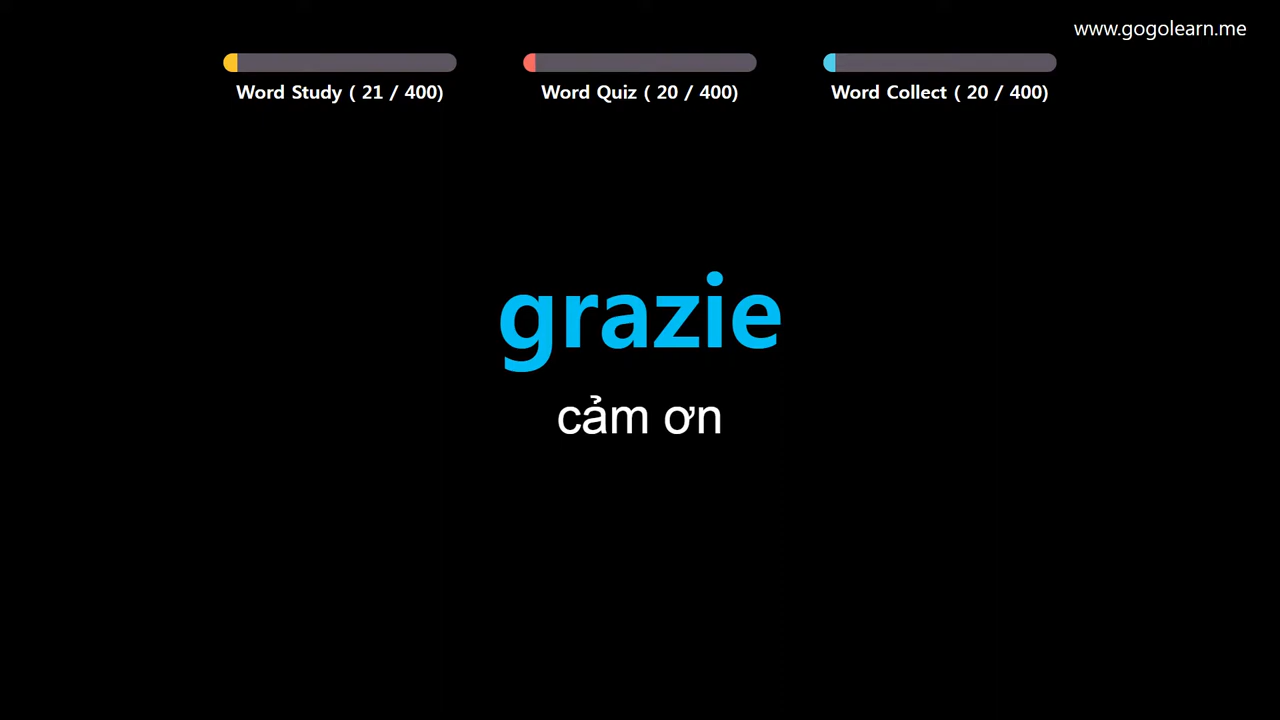 www.gogolearn.me
Word Study ( 21 / 400)
Word Quiz ( 20 / 400)
Word Collect ( 20 / 400)
grazie
cảm ơn